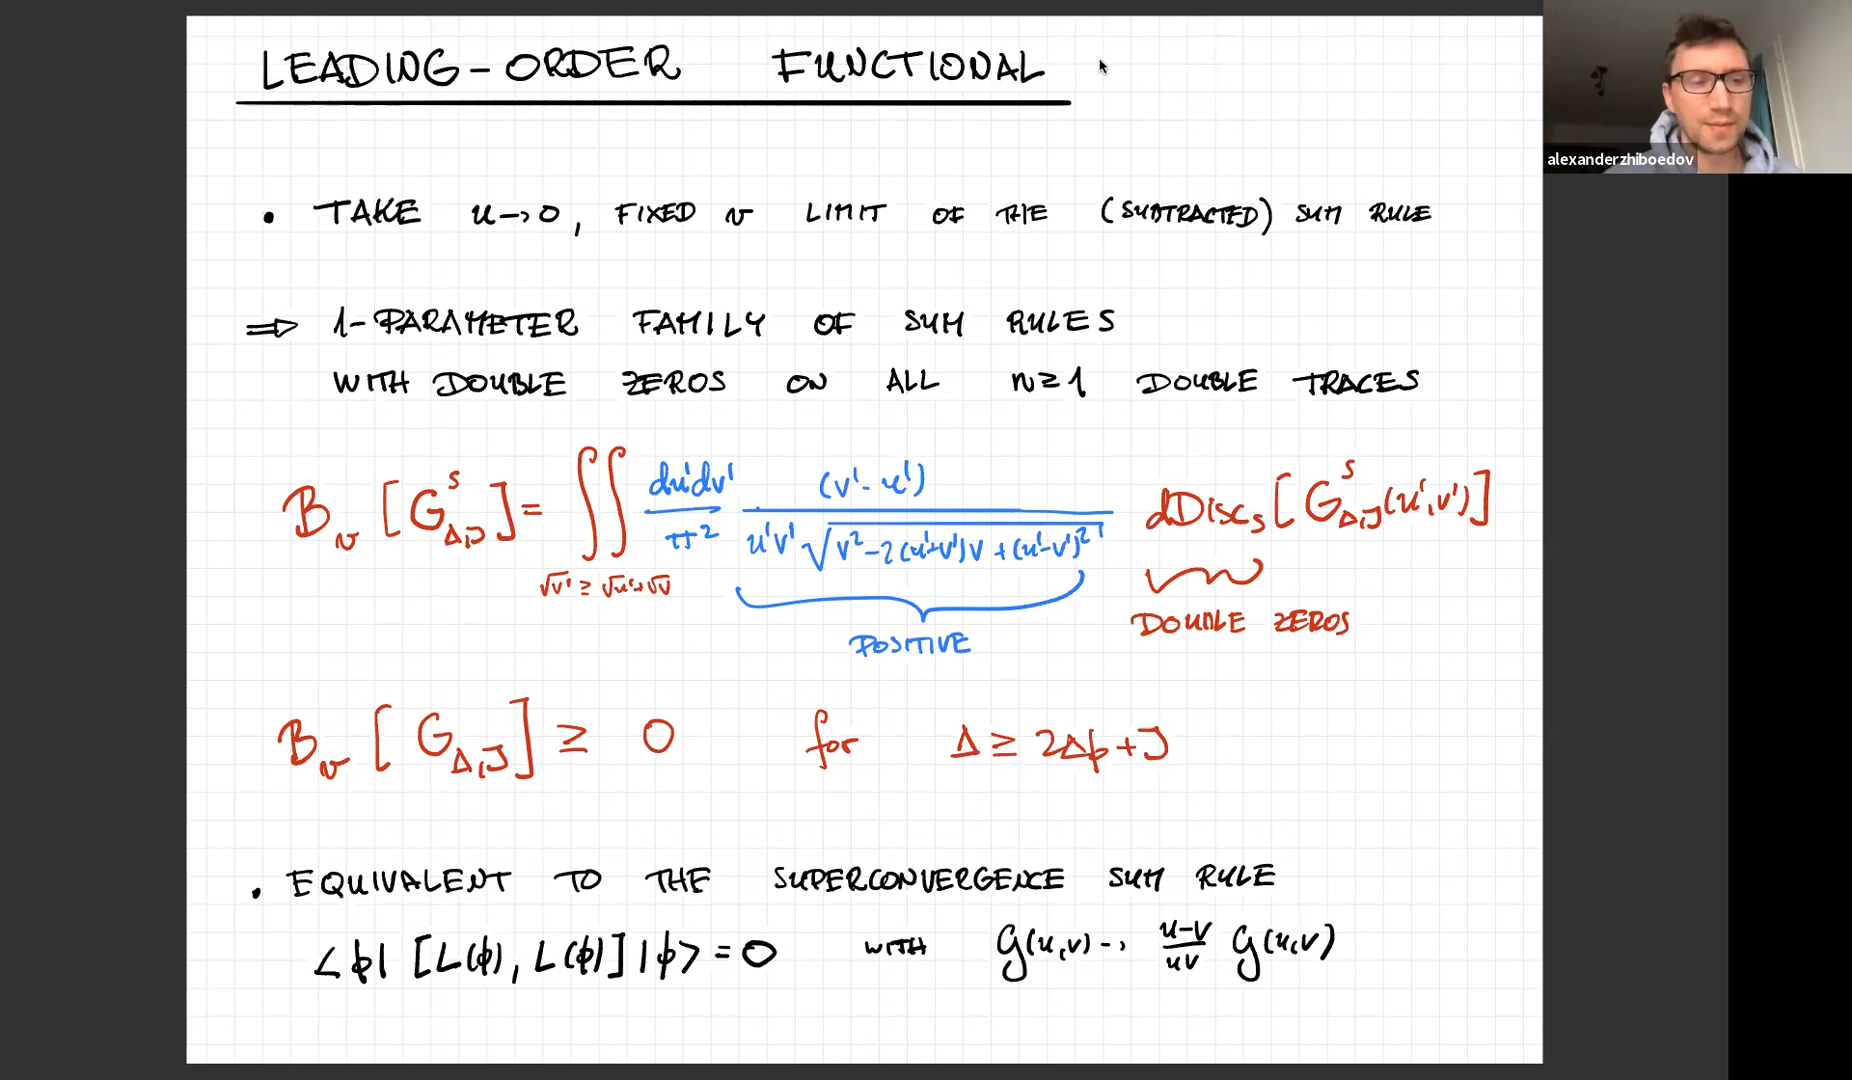 LEADING-ORDER FUNCTIONAL
alexanderzhiboedov
• TAKE u→0, FIXED v LIMIT OF THE (SUBTRACTED) SUM RULE
⇒ 1-PARAMETER FAMILY OF SUM RULES
WITH DOUBLE ZEROS ON ALL n≥1 DOUBLE TRACES
B_v [G^S_{Δ,J}] = ∬_{√v' ≥ √u'+√v} du'dv'/π² (v'-u')/(u'v'√(v²-2(u'+v')v+(u'-v')²)) dDisc_s[G^S_{Δ,J}(u',v')]
POSITIVE
DOUBLE ZEROS
B_v [G_{Δ,J}] ≥ 0 for Δ ≥ 2Δϕ+J
• EQUIVALENT TO THE SUPERCONVERGENCE SUM RULE
<ϕ| [L(ϕ), L(ϕ)] |ϕ> = 0 WITH G(u,v) → (u-v)/(uv) G(u,v)